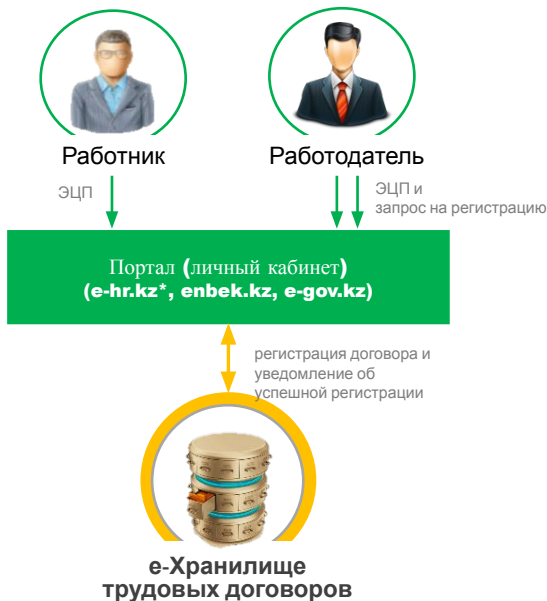 Работник
Работодатель
ЭЦП
ЭЦП и
запрос на регистрацию
Портал (личный кабинет)
(e-hr.kz*, enbek.kz, e-gov.kz)
регистрация договора и
уведомление об
успешной регистрации
е-Хранилище
трудовых договоров